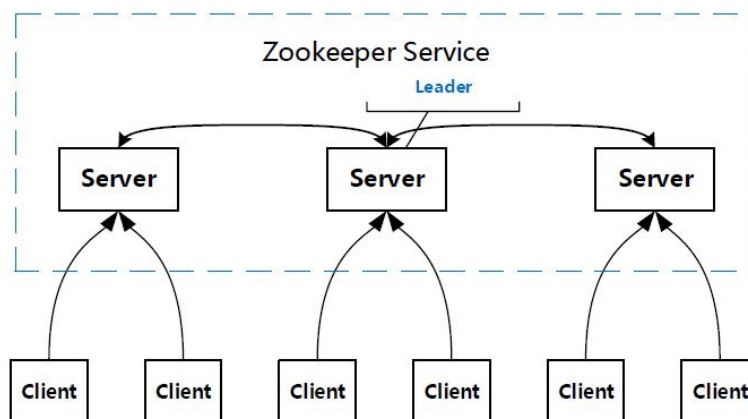 Zookeeper Service
Leader
Server Server Server
Client Client Client Client Client Client